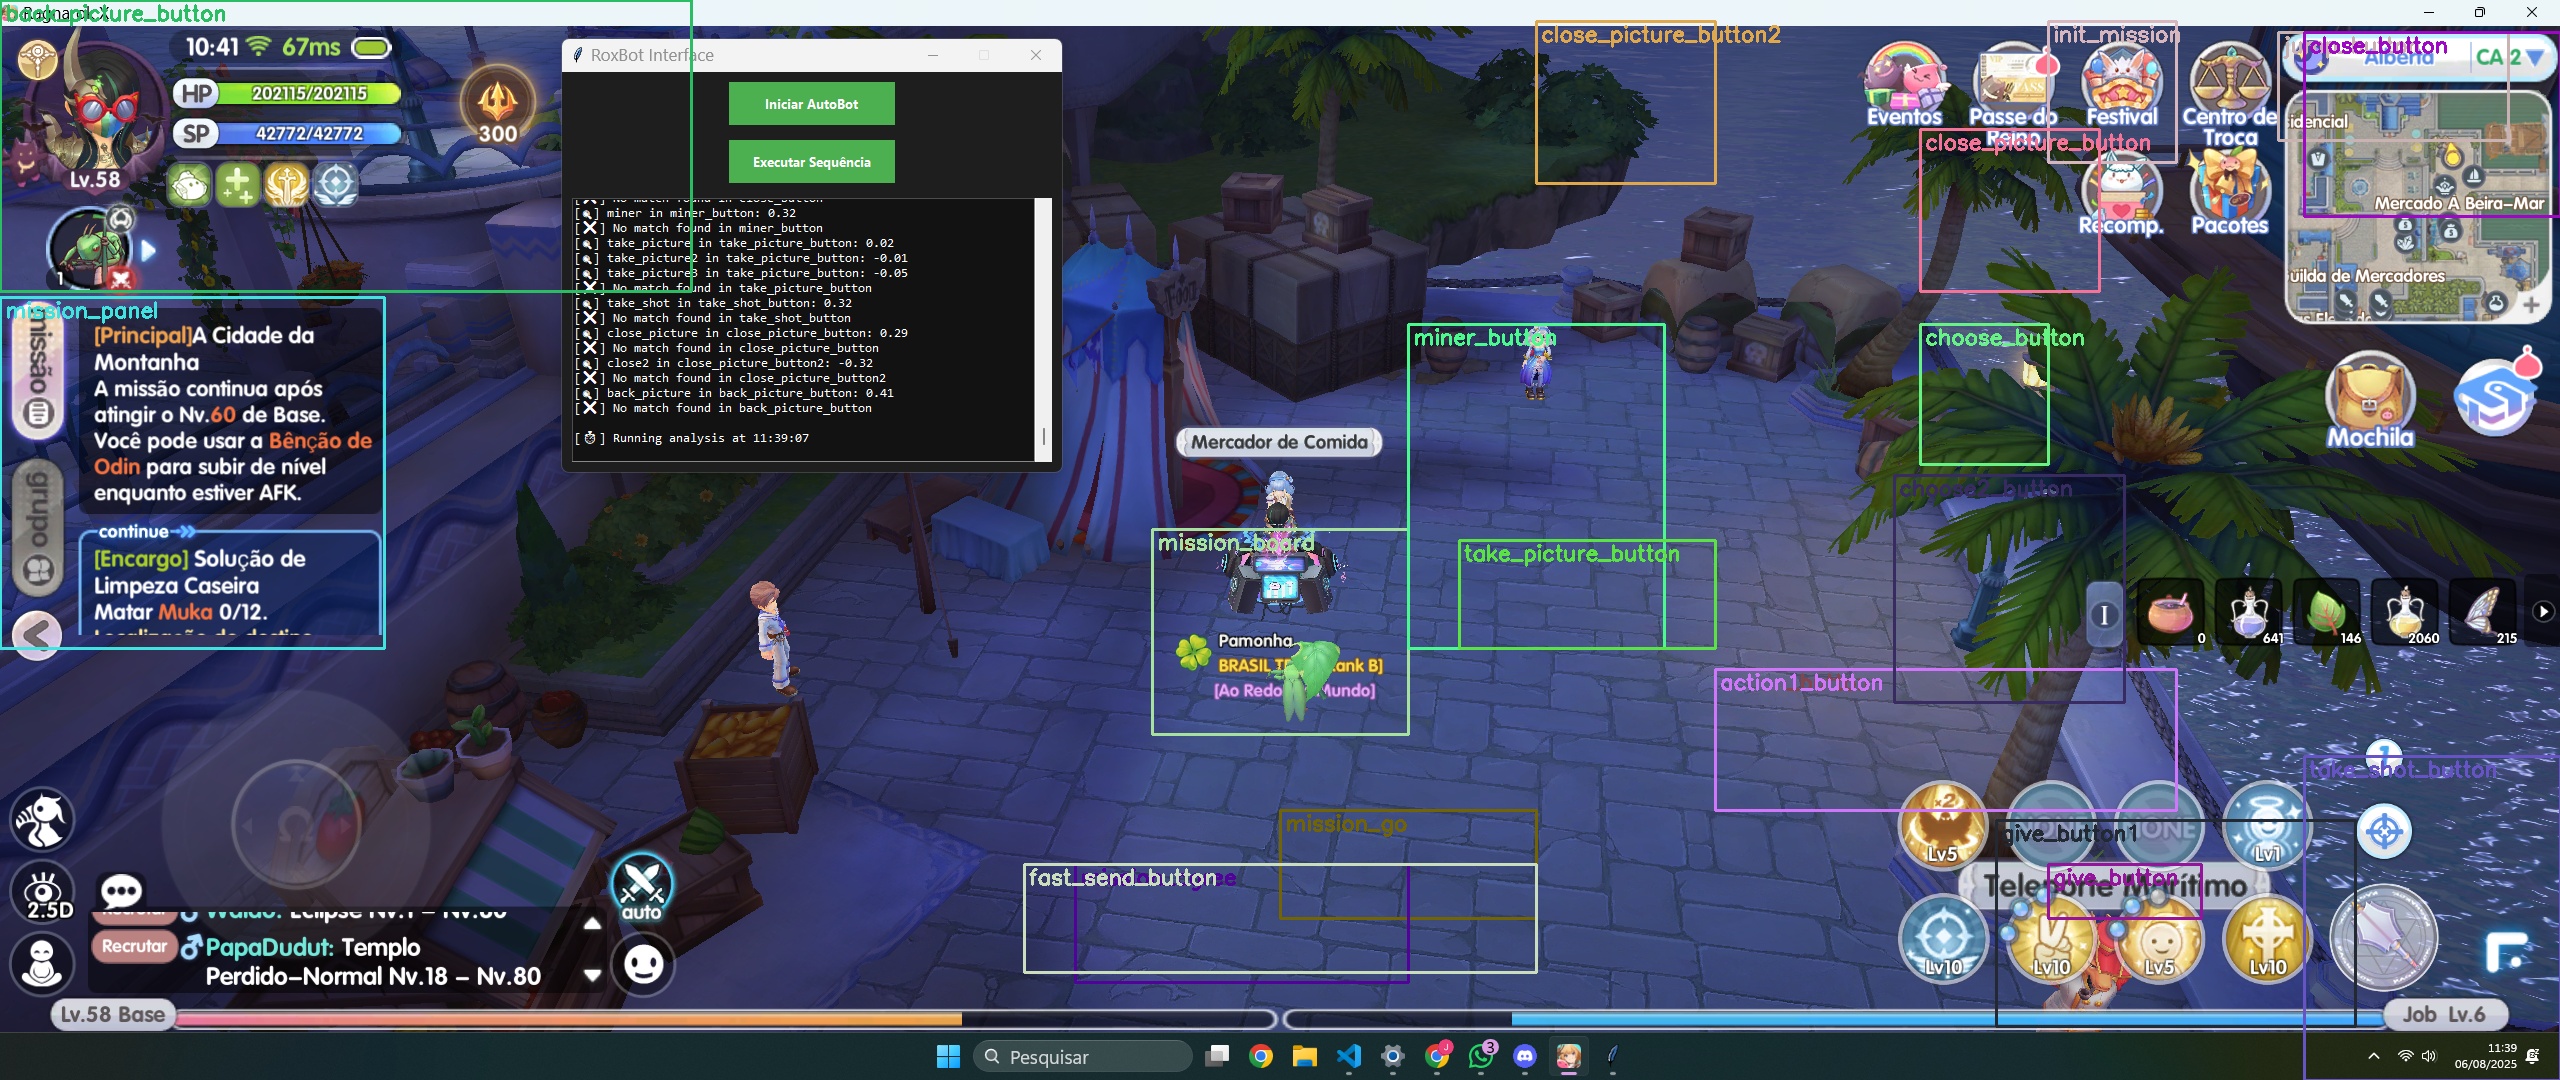 back_picture_button
10:41
67ms
HP
202115/202115
SP
42772/42772
300
Lv.58
1
RoxBot Interface
Iniciar AutoBot
Executar Sequência
[🔍] miner in miner_button: 0.32
[❌] No match found in miner_button
[🔍] take_picture in take_picture_button: 0.02
[🔍] take_picture2 in take_picture_button: -0.01
[🔍] take_picture3 in take_picture_button: -0.05
[❌] No match found in take_picture_button
[🔍] take_shot in take_shot_button: 0.32
[❌] No match found in take_shot_button
[🔍] close_picture in close_picture_button: 0.29
[❌] No match found in close_picture_button
[🔍] close2 in close_picture_button2: -0.32
[❌] No match found in close_picture_button2
[🔍] back_picture in back_picture_button: 0.41
[❌] No match found in back_picture_button
[⏱] Running analysis at 11:39:07
close_picture_button2
init_mission
close_button
CA 2
Eventos
Passe do
Festival
Centro de
Troca
close_picture_button
Recomp.
Pacotes
Mercado A Beira-Mar
uilda de Mercadores
mission_panel
missão
grupo
[Principal]A Cidade da
Montanha
A missão continua após
atingir o Nv.60 de Base.
Você pode usar a Bênção de
Odin para subir de nível
enquanto estiver AFK.
continue
[Encargo] Solução de
Limpeza Caseira
Matar Muka 0/12.
miner_button
choose_button
Mochila
Mercador de Comida
choose2_button
mission_board
take_picture_button
Pamonha
I
0
641
146
2060
215
action1_button
take_shot_button
mission_go
fast_send_button
give_button1
give_button
Lv5
Lv1
Lv10
Lv10
Lv5
Lv10
2.5D
auto
Recrutar
PapaDudut: Templo
Perdido-Normal Nv.18 - Nv.80
Lv.58 Base
Job Lv.6
Pesquisar
3
11:39
06/08/2025